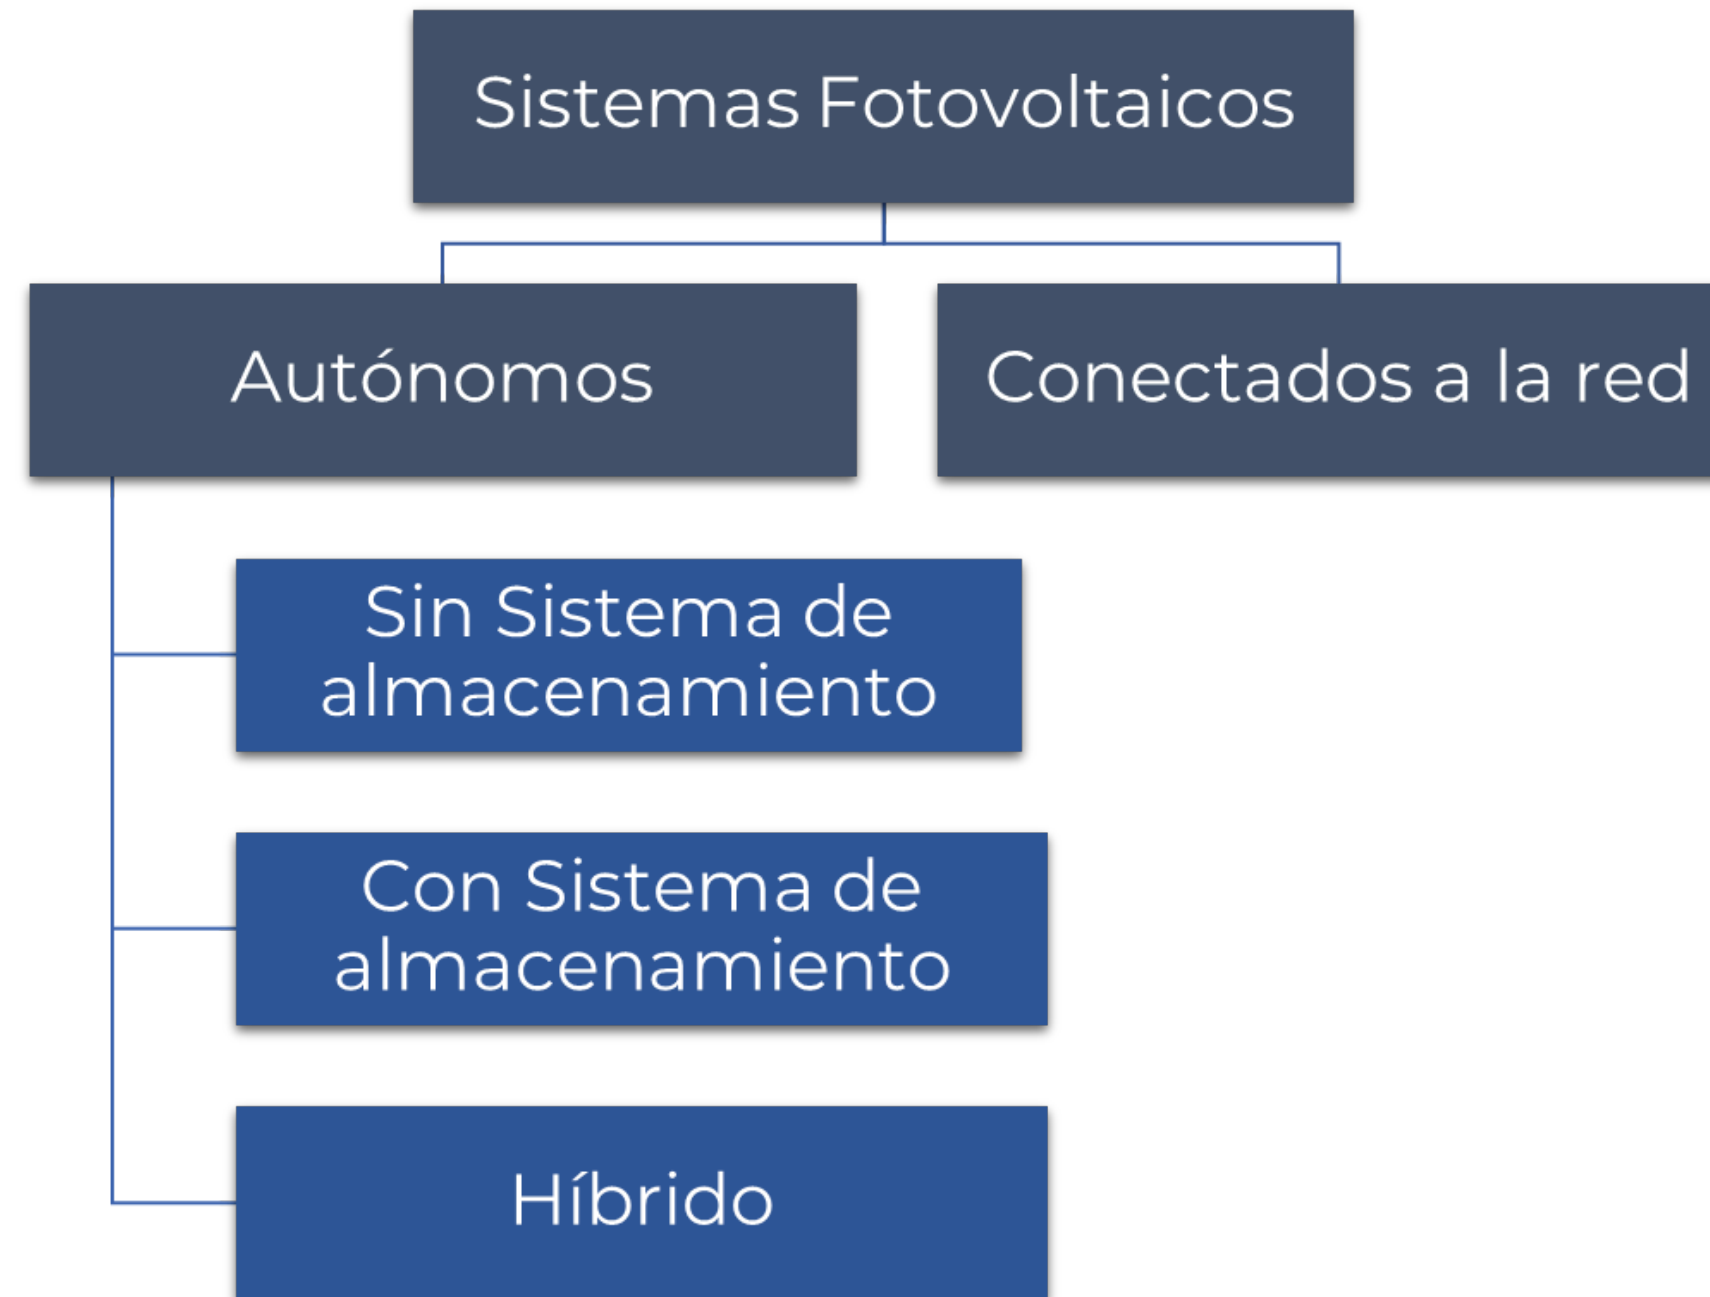 Sistemas Fotovoltaicos
Autónomos
Conectados a la red
Sin Sistema de
almacenamiento
Con Sistema de
almacenamiento
Híbrido